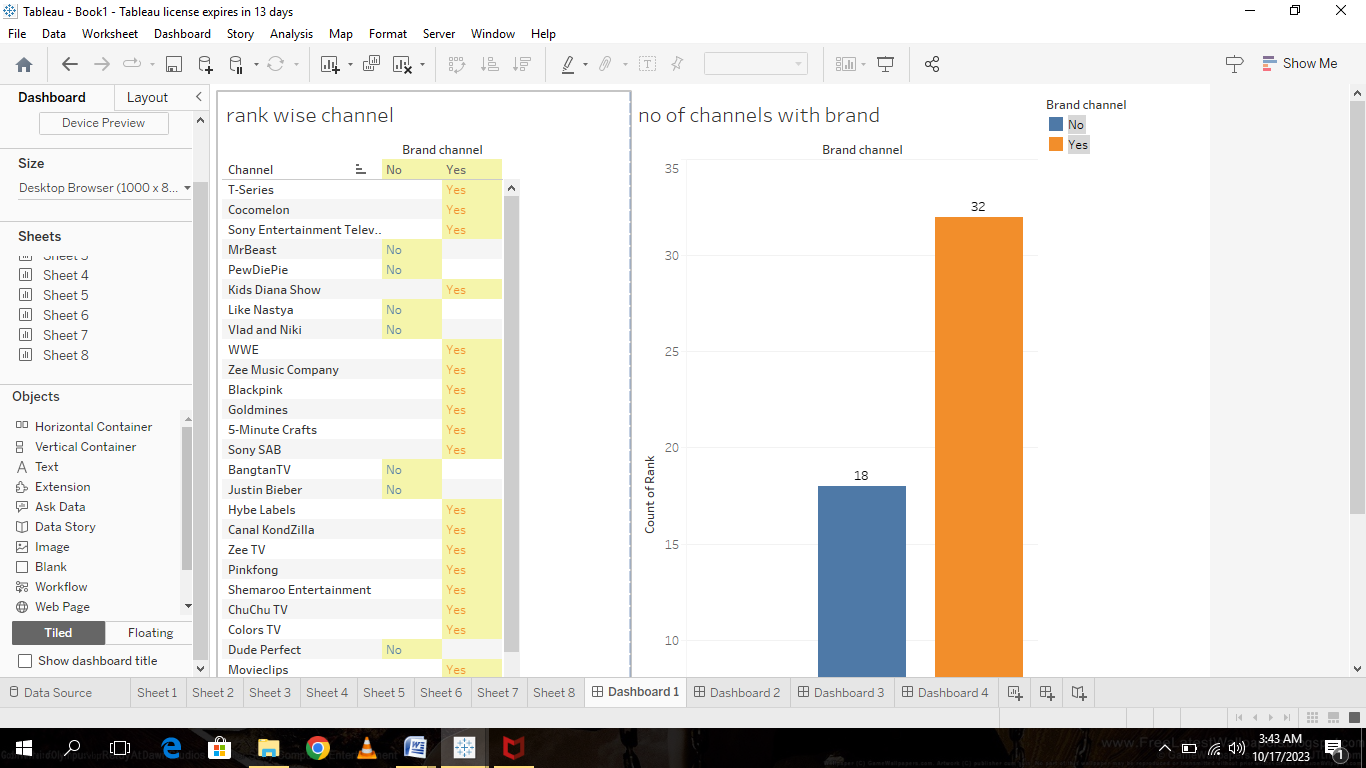 Tableau - Book1 - Tableau license expires in 13 days
File Data Worksheet Dashboard Story Analysis Map Format Server Window Help
Show Me
Dashboard Layout
Device Preview
Size
Desktop Browser (1000 x 8...
Sheets
Sheet 4
Sheet 5
Sheet 6
Sheet 7
Sheet 8
Objects
Horizontal Container
Vertical Container
Text
Extension
Ask Data
Data Story
Image
Blank
Workflow
Web Page
Tiled Floating
Show dashboard title
rank wise channel
Brand channel
Channel No Yes
T-Series Yes
Cocomelon Yes
Sony Entertainment Telev.. Yes
MrBeast No
PewDiePie No
Kids Diana Show Yes
Like Nastya No
Vlad and Niki No
WWE Yes
Zee Music Company Yes
Blackpink Yes
Goldmines Yes
5-Minute Crafts Yes
Sony SAB Yes
BangtanTV No
Justin Bieber No
Hybe Labels Yes
Canal KondZilla Yes
Zee TV Yes
Pinkfong Yes
Shemaroo Entertainment Yes
ChuChu TV Yes
Colors TV Yes
Dude Perfect No
Movieclips Yes
no of channels with brand
Brand channel
35
32
30
25
20
18
15
10
Count of Rank
Brand channel
No
Yes
Data Source Sheet 1 Sheet 2 Sheet 3 Sheet 4 Sheet 5 Sheet 6 Sheet 7 Sheet 8 Dashboard 1 Dashboard 2 Dashboard 3 Dashboard 4
3:43 AM
10/17/2023
1